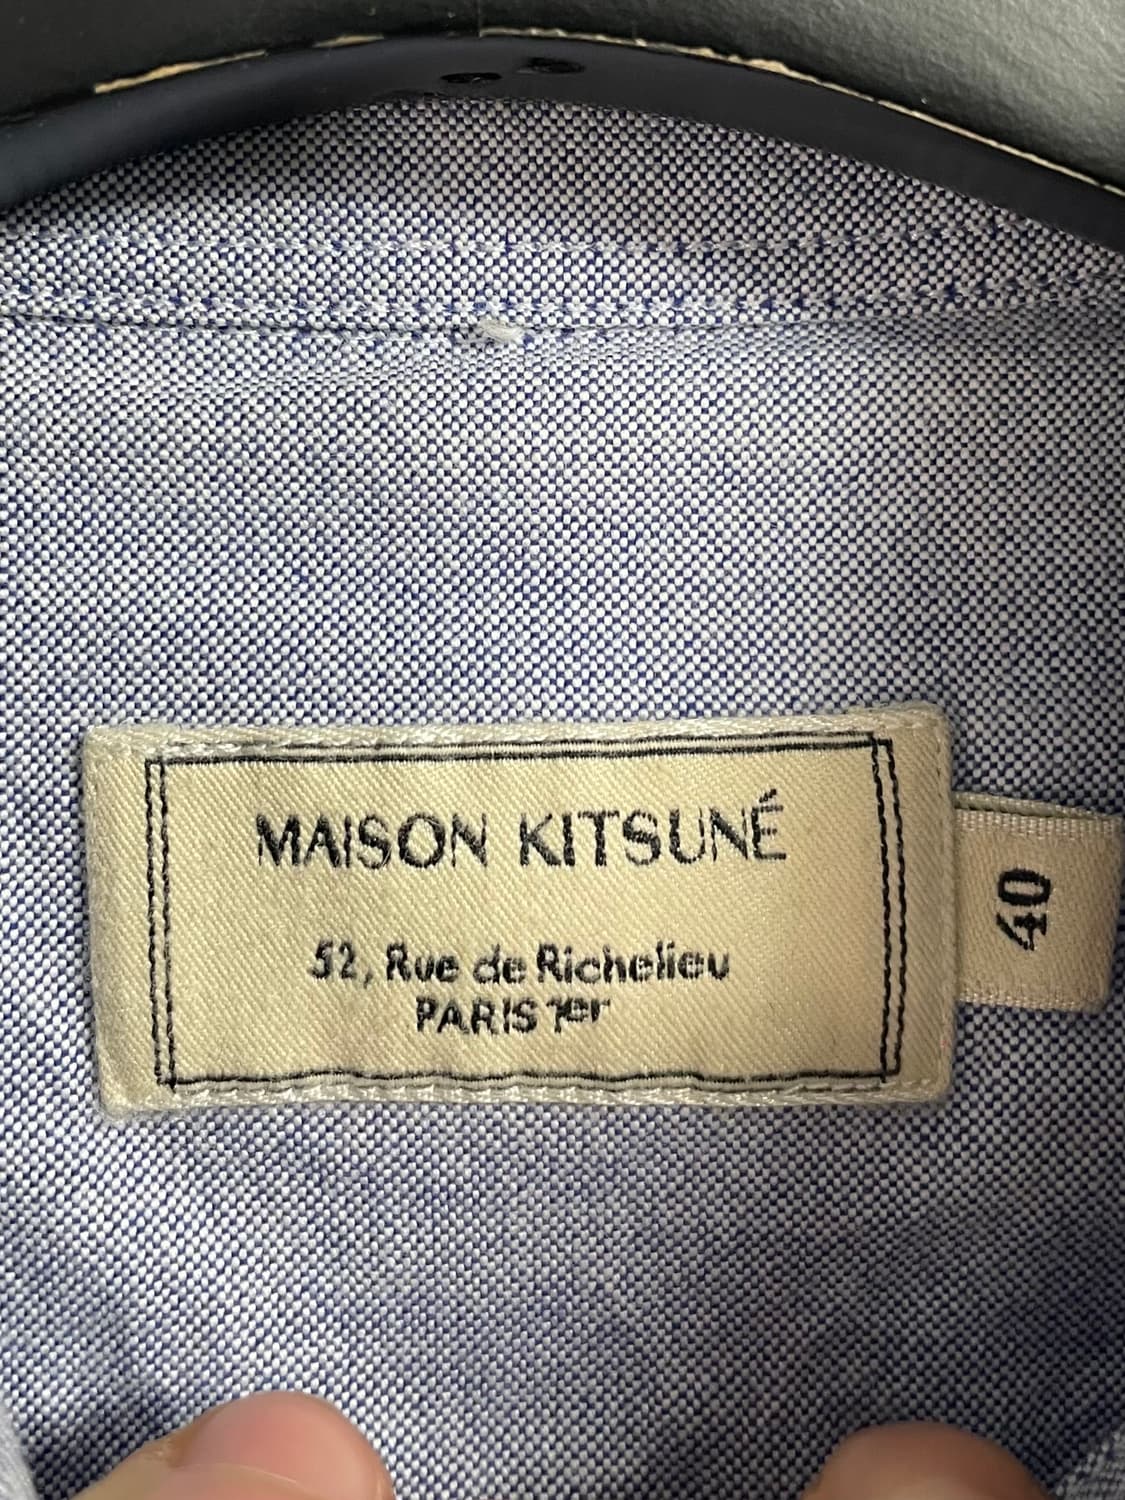 MAISON KITSUNÉ
52, Rue de Richelieu
PARIS 1er
40